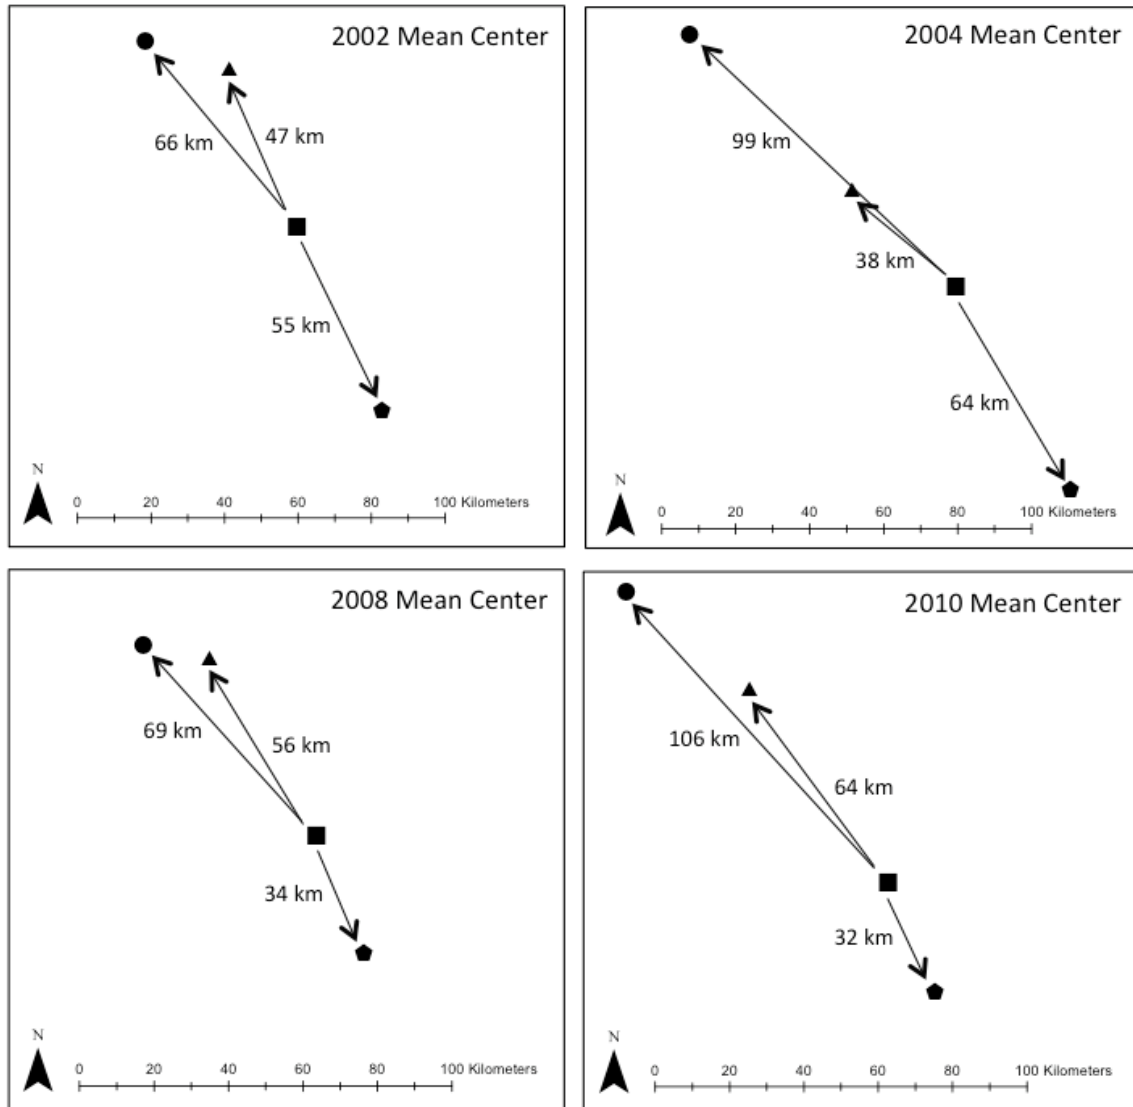 2002 Mean Center
66 km
47 km
55 km
N
0 20 40 60 80 100 Kilometers
2004 Mean Center
99 km
38 km
64 km
N
0 20 40 60 80 100 Kilometers
2008 Mean Center
69 km
56 km
34 km
N
0 20 40 60 80 100 Kilometers
2010 Mean Center
106 km
64 km
32 km
N
0 20 40 60 80 100 Kilometers